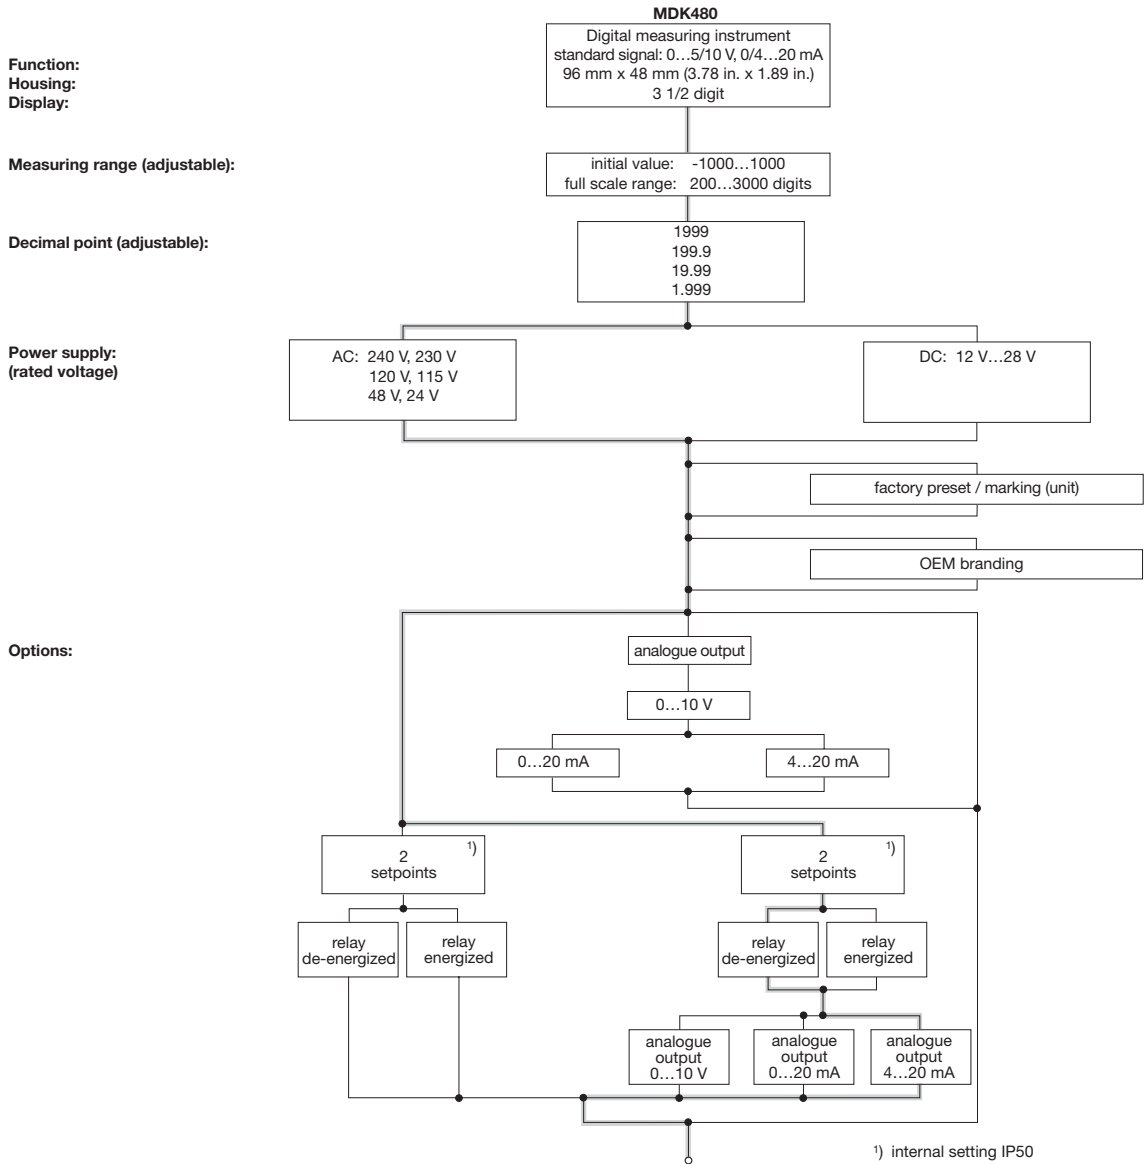 MDK480
Function:
Housing:
Display:
Digital measuring instrument
standard signal: 0...5/10 V, 0/4...20 mA
96 mm x 48 mm (3.78 in. x 1.89 in.)
3 1/2 digit
Measuring range (adjustable):
initial value: -1000...1000
full scale range: 200...3000 digits
Decimal point (adjustable):
1999
199.9
19.99
1.999
Power supply:
(rated voltage)
AC: 240 V, 230 V
120 V, 115 V
48 V, 24 V
DC: 12 V...28 V
factory preset / marking (unit)
OEM branding
Options:
analogue output
0...10 V
0...20 mA
4...20 mA
2 ¹)
setpoints
2 ¹)
setpoints
relay
de-energized
relay
energized
relay
de-energized
relay
energized
analogue
output
0...10 V
analogue
output
0...20 mA
analogue
output
4...20 mA
¹) internal setting IP50